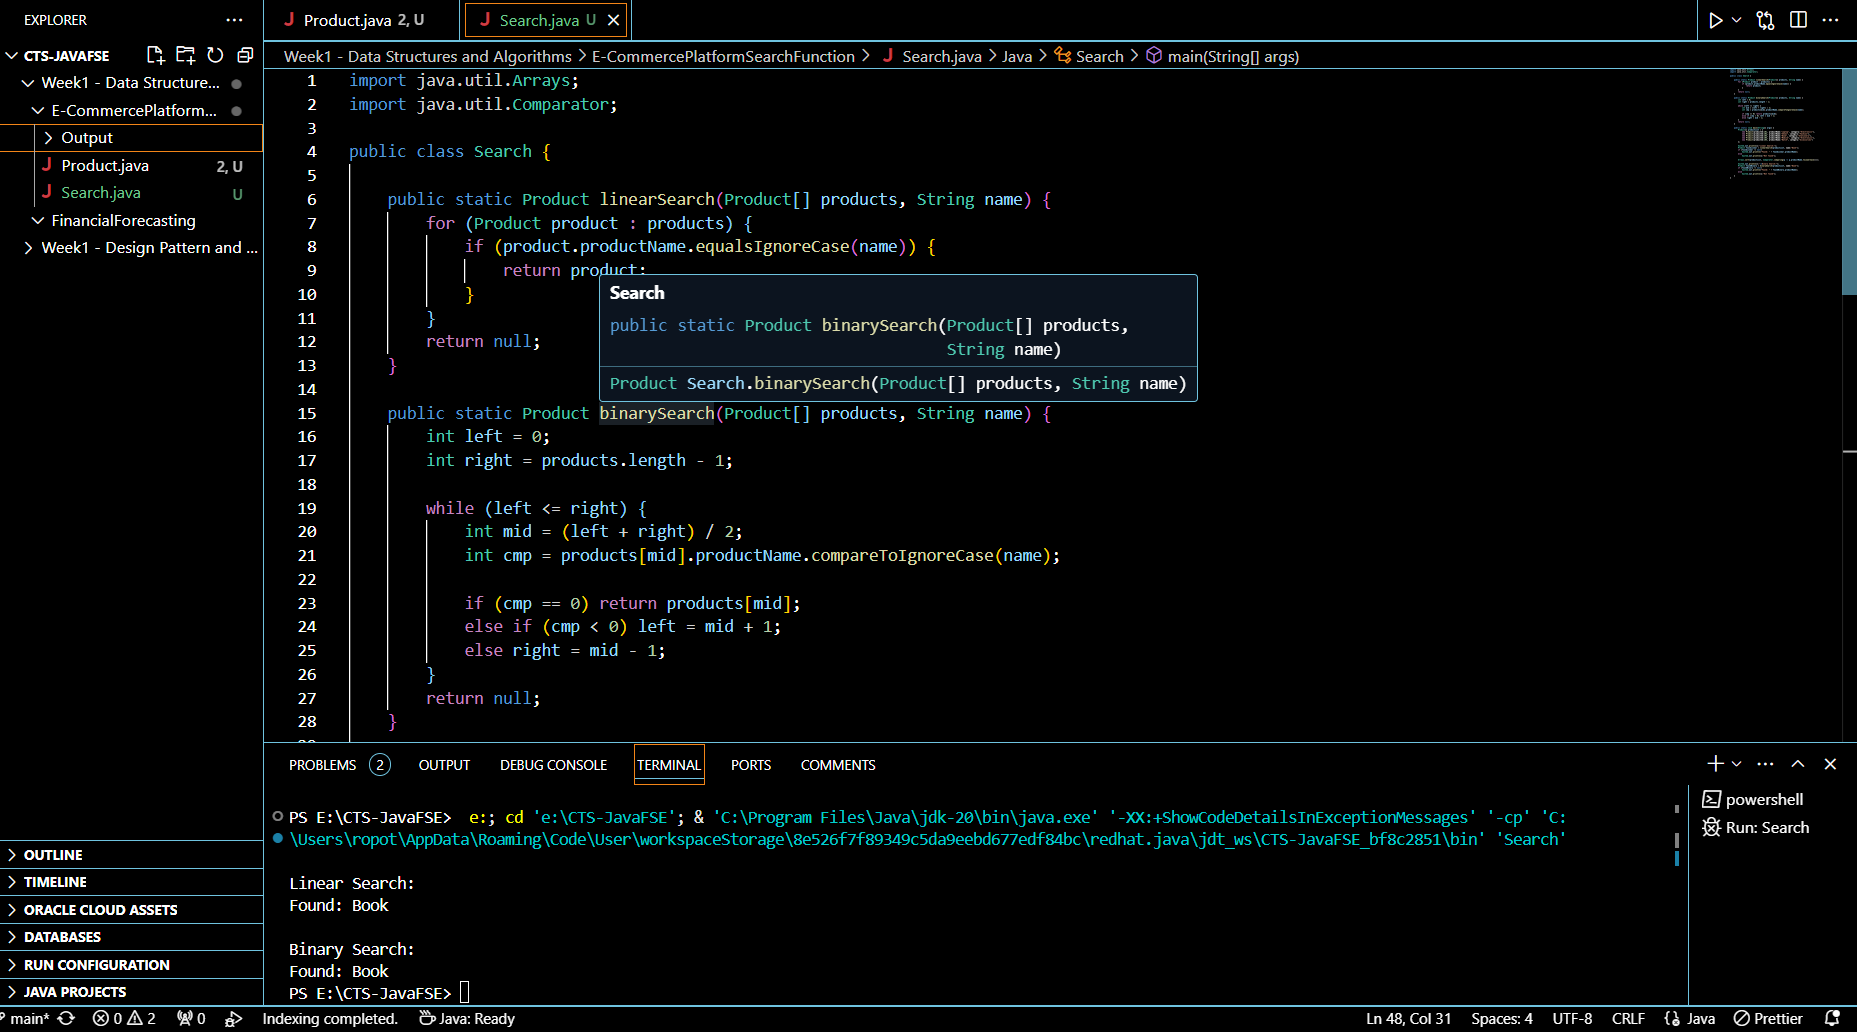 EXPLORER
CTS-JAVAFSE
Week1 - Data Structure...
E-CommercePlatform...
Output
Product.java 2, U
Search.java U
FinancialForecasting
Week1 - Design Pattern and ...
OUTLINE
TIMELINE
ORACLE CLOUD ASSETS
DATABASES
RUN CONFIGURATION
JAVA PROJECTS
Product.java 2, U
Search.java U
Week1 - Data Structures and Algorithms > E-CommercePlatformSearchFunction > Search.java > Java > Search > main(String[] args)
1 import java.util.Arrays;
2 import java.util.Comparator;
3
4 public class Search {
5
6 public static Product linearSearch(Product[] products, String name) {
7 for (Product product : products) {
8 if (product.productName.equalsIgnoreCase(name)) {
9 return product;
10 }
11 }
12 return null;
13 }
14
Search
public static Product binarySearch(Product[] products,
String name)
Product Search.binarySearch(Product[] products, String name)
15 public static Product binarySearch(Product[] products, String name) {
16 int left = 0;
17 int right = products.length - 1;
18
19 while (left <= right) {
20 int mid = (left + right) / 2;
21 int cmp = products[mid].productName.compareToIgnoreCase(name);
22
23 if (cmp == 0) return products[mid];
24 else if (cmp < 0) left = mid + 1;
25 else right = mid - 1;
26 }
27 return null;
28 }
PROBLEMS 2 OUTPUT DEBUG CONSOLE TERMINAL PORTS COMMENTS
PS E:\CTS-JavaFSE> e:; cd 'e:\CTS-JavaFSE'; & 'C:\Program Files\Java\jdk-20\bin\java.exe' '-XX:+ShowCodeDetailsInExceptionMessages' '-cp' 'C:
\Users\ropot\AppData\Roaming\Code\User\workspaceStorage\8e526f7f89349c5da9eebd677edf84bc\redhat.java\jdt_ws\CTS-JavaFSE_bf8c2851\bin' 'Search'
Linear Search:
Found: Book
Binary Search:
Found: Book
PS E:\CTS-JavaFSE>
powershell
Run: Search
main* 0 2 0 Indexing completed. Java: Ready
Ln 48, Col 31 Spaces: 4 UTF-8 CRLF Java Prettier